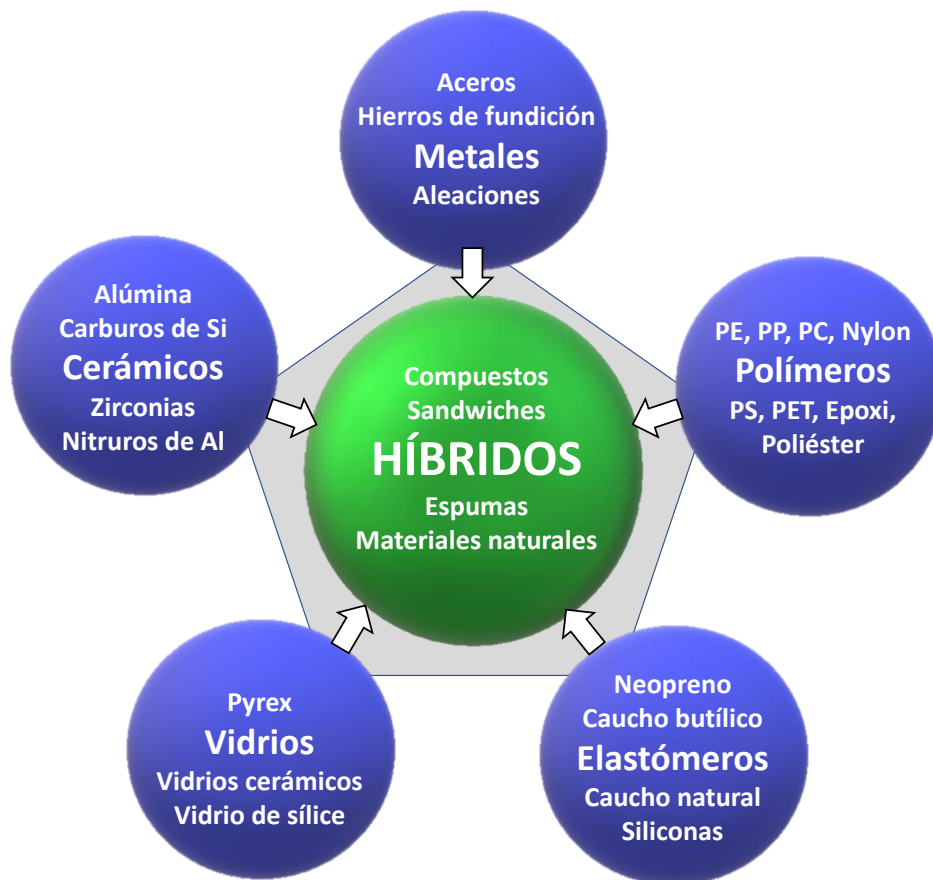 Aceros
Hierros de fundición
Metales
Aleaciones
Alúmina
Carburos de Si
Cerámicos
Zirconias
Nitruros de Al
PE, PP, PC, Nylon
Polímeros
PS, PET, Epoxi,
Poliéster
Compuestos
Sandwiches
HÍBRIDOS
Espumas
Materiales naturales
Pyrex
Vidrios
Vidrios cerámicos
Vidrio de sílice
Neopreno
Caucho butílico
Elastómeros
Caucho natural
Siliconas